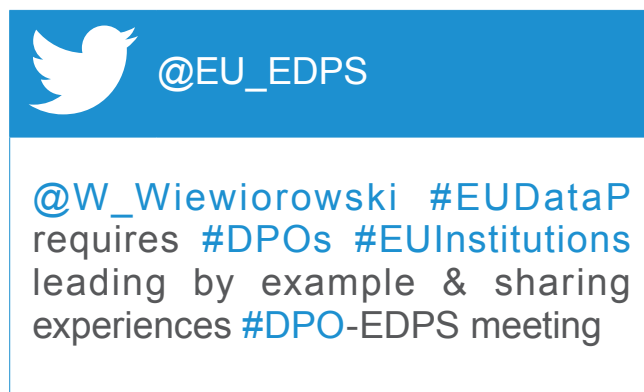 @EU_EDPS
@W_Wiewiorowski #EUDataP
requires #DPOs #EUInstitutions
leading by example & sharing
experiences #DPO-EDPS meeting